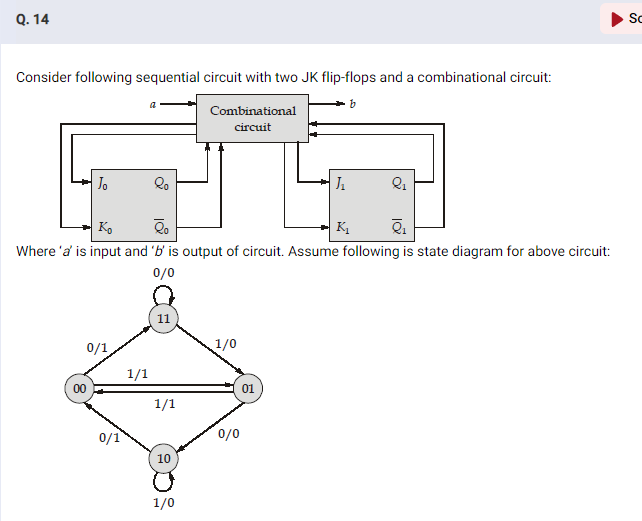 Q. 14
Consider following sequential circuit with two JK flip-flops and a combinational circuit:
a
Combinational
circuit
b
J₀ Q₀
K₀ Q̅₀
J₁ Q₁
K₁ Q̅₁
Where 'a' is input and 'b' is output of circuit. Assume following is state diagram for above circuit:
0/0
11
0/1
1/0
1/1
00
01
1/1
0/1
0/0
10
1/0